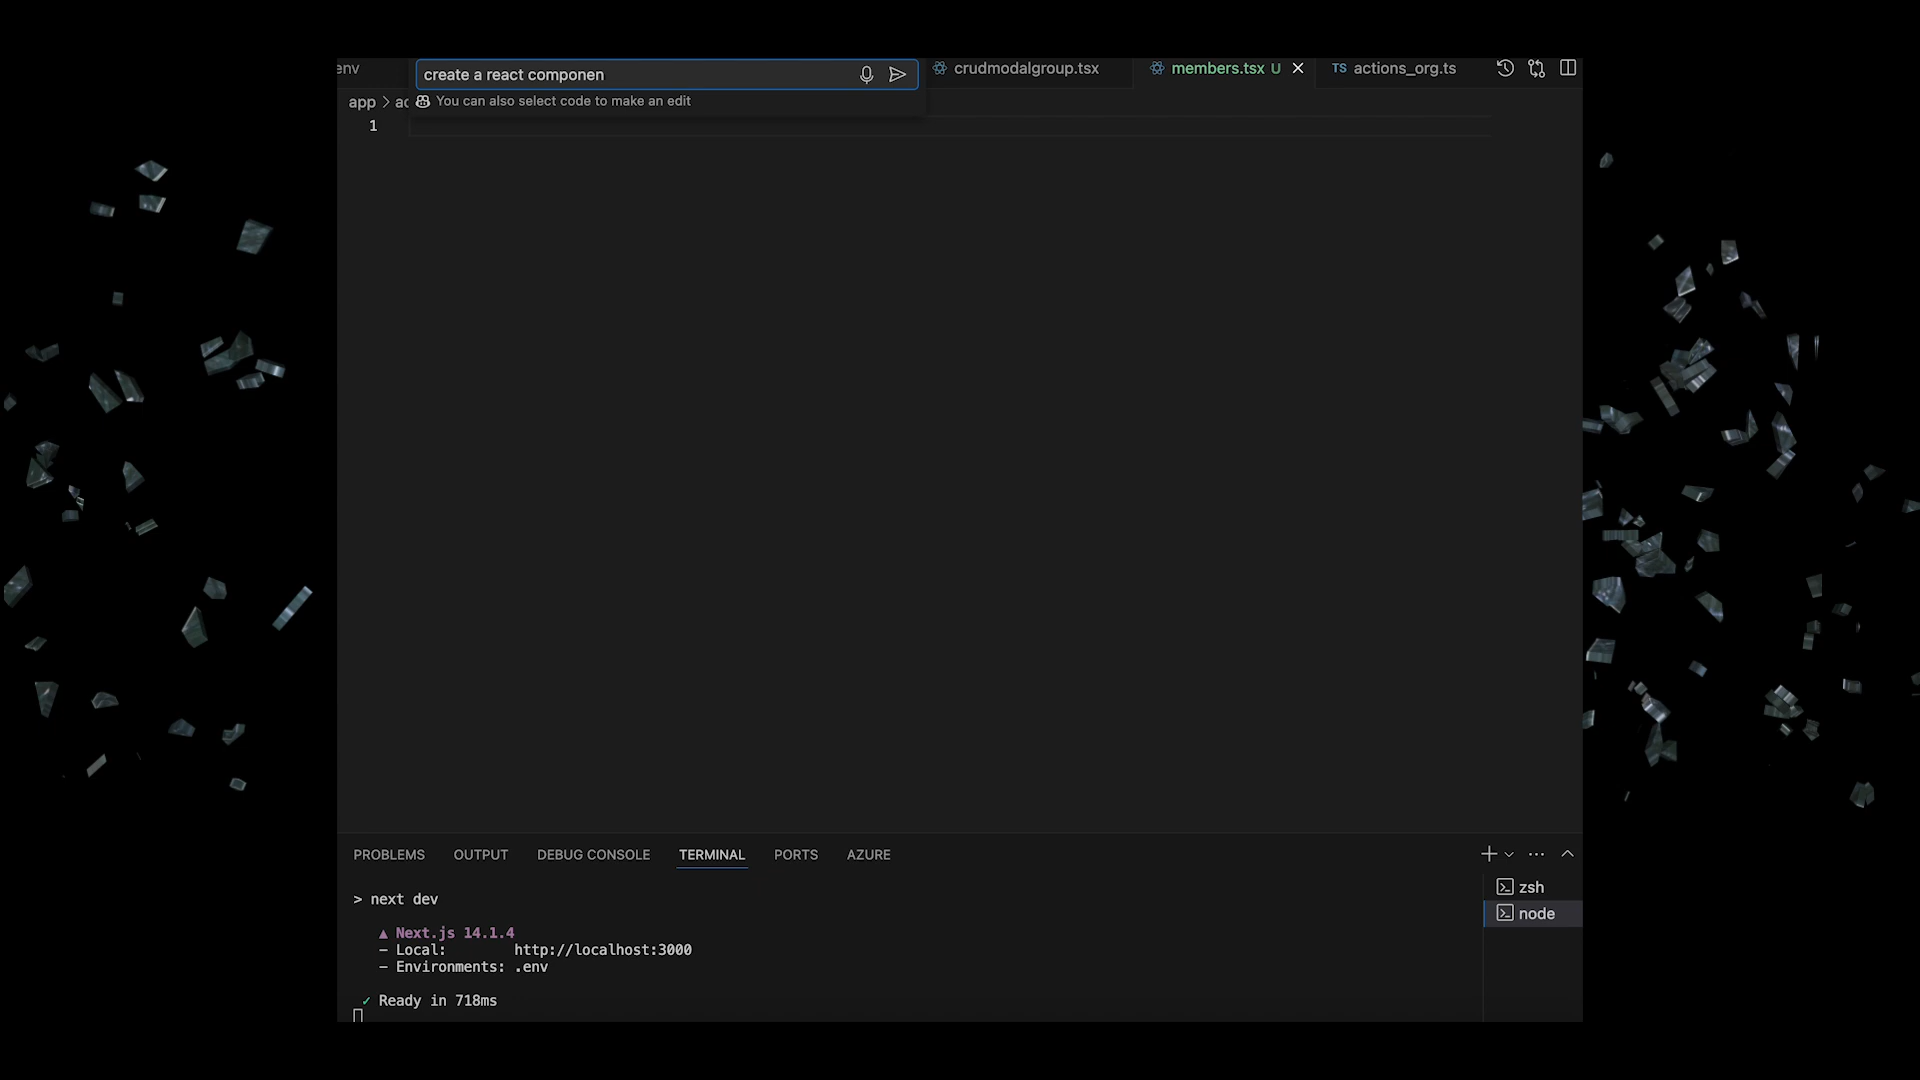 env
create a react componen
crudmodalgroup.tsx
members.tsx U
TS actions_org.ts
app > ac
You can also select code to make an edit
1
PROBLEMS
OUTPUT
DEBUG CONSOLE
TERMINAL
PORTS
AZURE
> next dev
▲ Next.js 14.1.4
- Local: http://localhost:3000
- Environments: .env
✓ Ready in 718ms
zsh
node